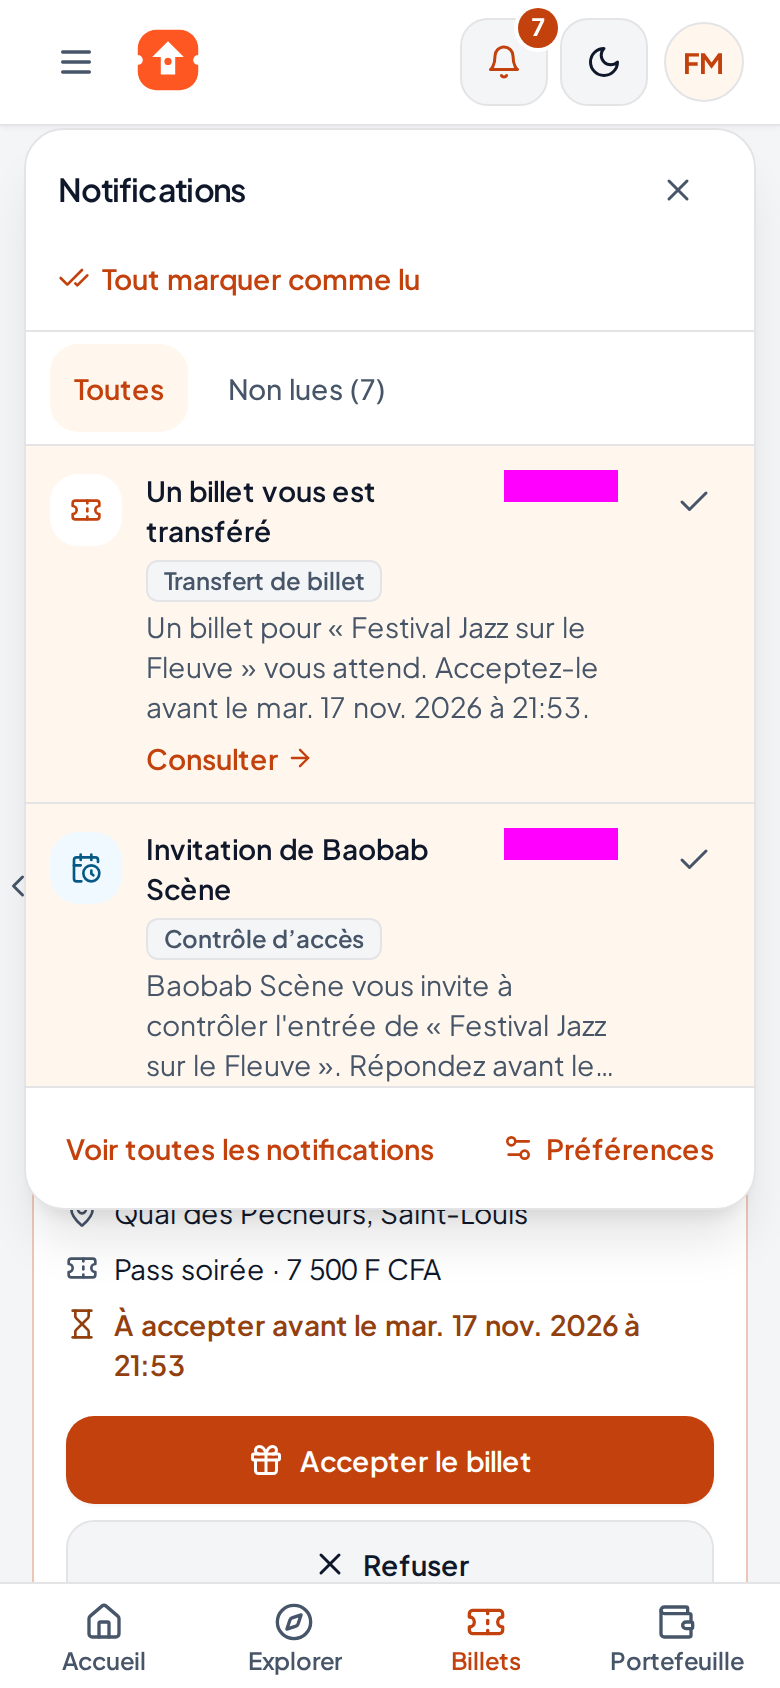 7
FM
Notifications
Tout marquer comme lu
Toutes
Non lues (7)
Un billet vous est
transféré
Transfert de billet
Un billet pour « Festival Jazz sur le
Fleuve » vous attend. Acceptez-le
avant le mar. 17 nov. 2026 à 21:53.
Consulter →
Invitation de Baobab
Scène
Contrôle d’accès
Baobab Scène vous invite à
contrôler l'entrée de « Festival Jazz
sur le Fleuve ». Répondez avant le...
Voir toutes les notifications
Préférences
Quai des Pêcheurs, Saint-Louis
Pass soirée · 7 500 F CFA
À accepter avant le mar. 17 nov. 2026 à
21:53
Accepter le billet
Refuser
Accueil
Explorer
Billets
Portefeuille